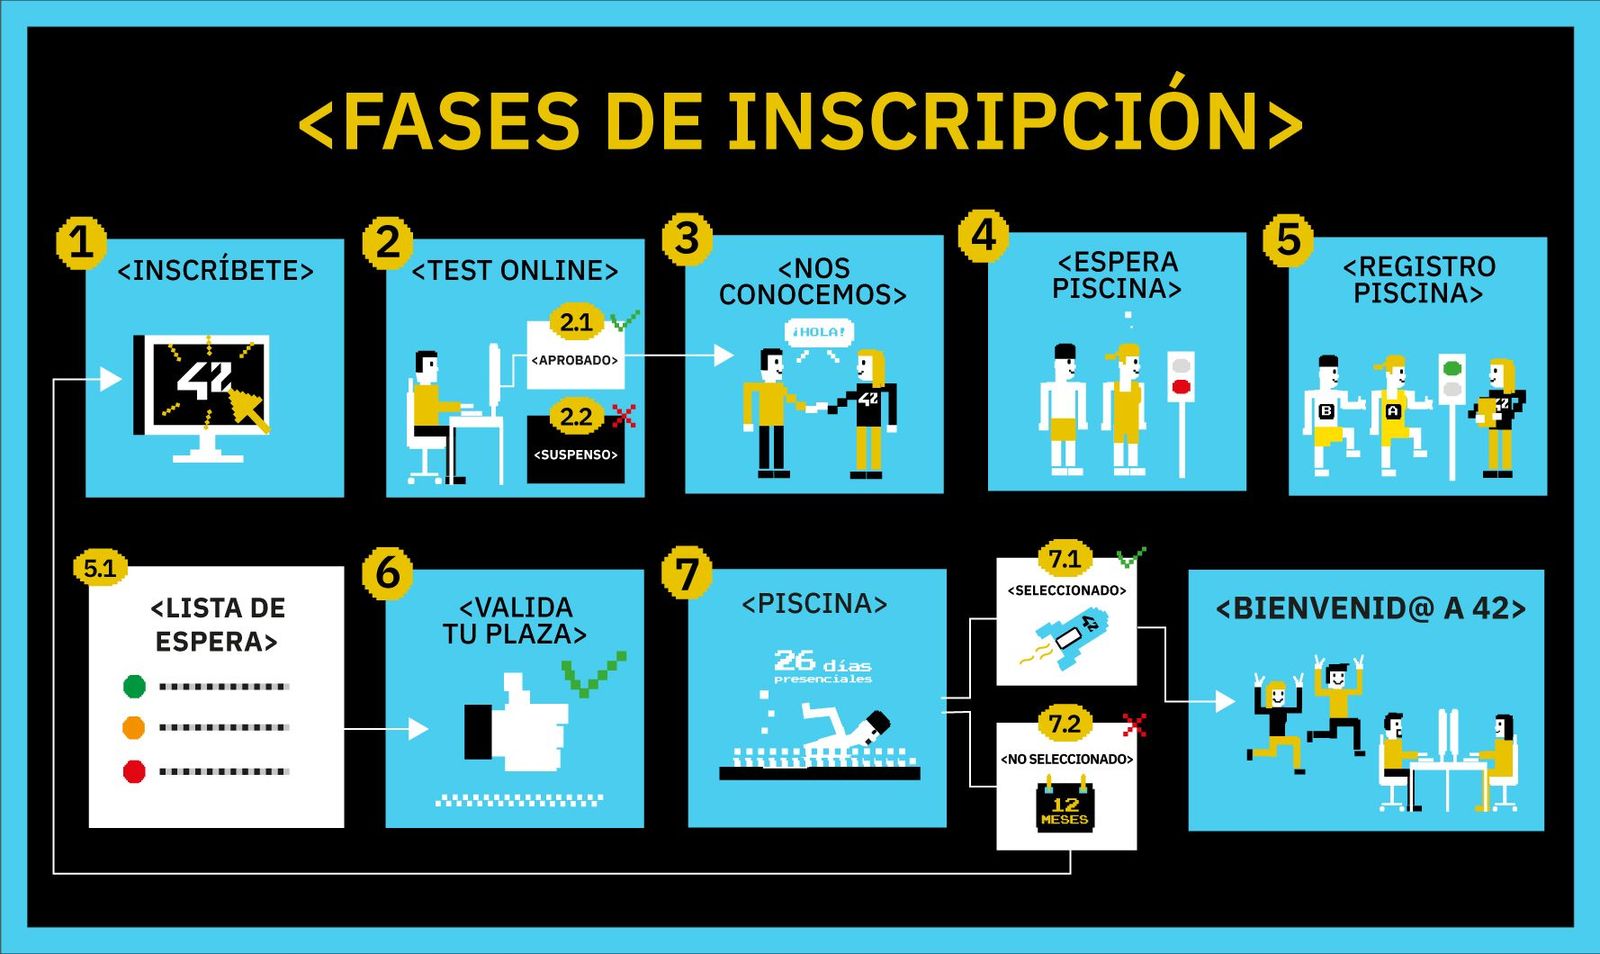 <FASES DE INSCRIPCIÓN>
1
<INSCRÍBETE>
42
2
<TEST ONLINE>
2.1
<APROBADO>
2.2
<SUSPENSO>
3
<NOS
CONOCEMOS>
¡HOLA!
42
4
<ESPERA
PISCINA>
5
<REGISTRO
PISCINA>
B
A
42
5.1
<LISTA DE
ESPERA>
6
<VALIDA
TU PLAZA>
7
<PISCINA>
26 días
presenciales
7.1
<SELECCIONADO>
42
7.2
<NO SELECCIONADO>
12
MESES
<BIENVENID@ A 42>